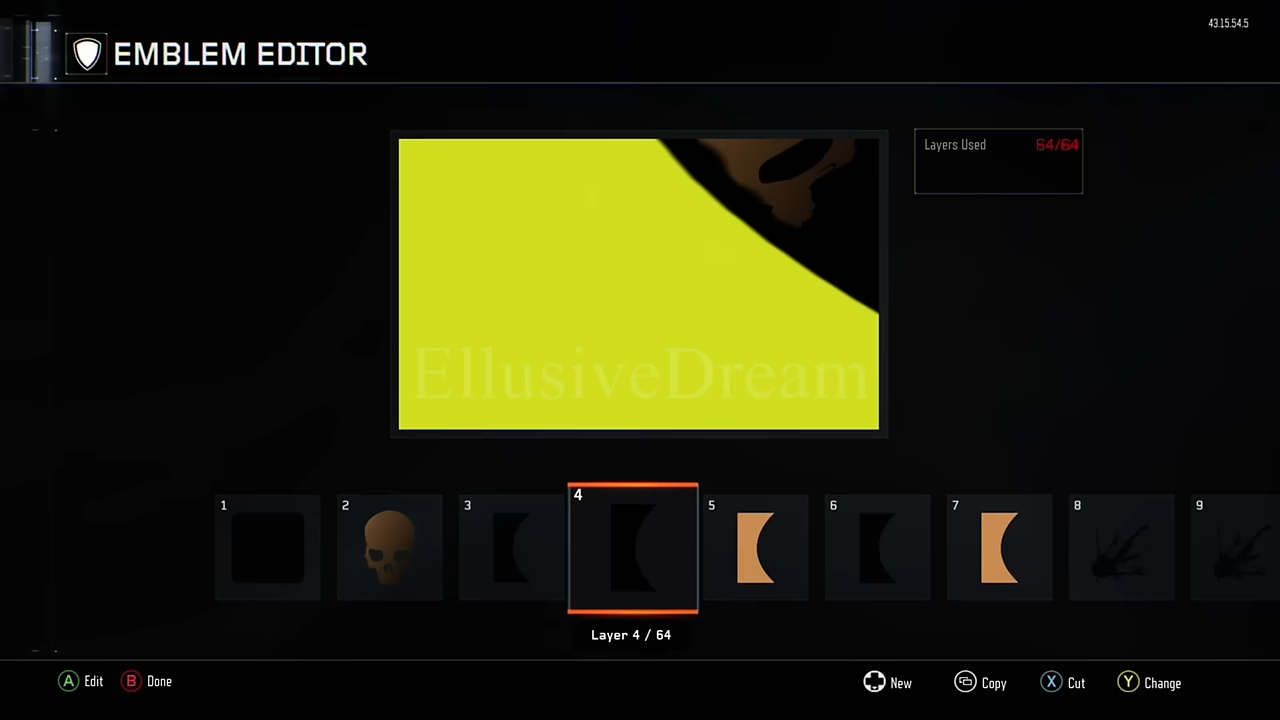 43.15.54.5
EMBLEM EDITOR
Layers Used 64/64
EllusiveDream
1 2 3 4 5 6 7 8 9
Layer 4 / 64
A Edit B Done New Copy X Cut Y Change